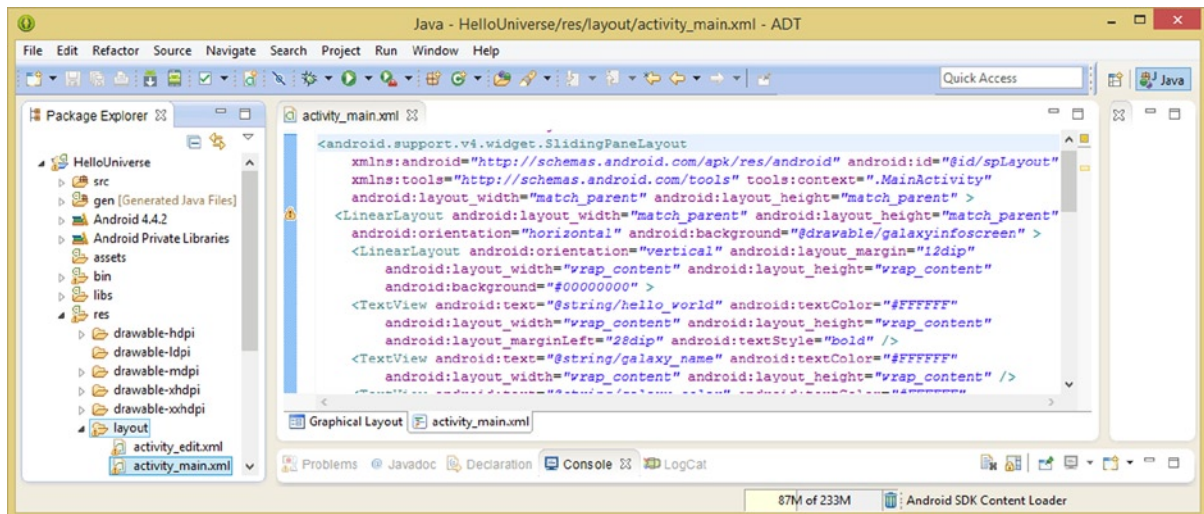 Java - HelloUniverse/res/layout/activity_main.xml - ADT
File Edit Refactor Source Navigate Search Project Run Window Help
Quick Access
Java
Package Explorer
HelloUniverse
src
gen [Generated Java Files]
Android 4.4.2
Android Private Libraries
assets
bin
libs
res
drawable-hdpi
drawable-ldpi
drawable-mdpi
drawable-xhdpi
drawable-xxhdpi
layout
activity_edit.xml
activity_main.xml
activity_main.xml
<android.support.v4.widget.SlidingPaneLayout
xmlns:android="http://schemas.android.com/apk/res/android" android:id="@id/spLayout"
xmlns:tools="http://schemas.android.com/tools" tools:context=".MainActivity"
android:layout_width="match_parent" android:layout_height="match_parent" >
<LinearLayout android:layout_width="match_parent" android:layout_height="match_parent"
android:orientation="horizontal" android:background="@drawable/galaxyinfoscreen" >
<LinearLayout android:orientation="vertical" android:layout_margin="12dip"
android:layout_width="wrap_content" android:layout_height="wrap_content"
android:background="#00000000" >
<TextView android:text="@string/hello_world" android:textColor="#FFFFFF"
android:layout_width="wrap_content" android:layout_height="wrap_content"
android:layout_marginLeft="28dip" android:textStyle="bold" />
<TextView android:text="@string/galaxy_name" android:textColor="#FFFFFF"
android:layout_width="wrap_content" android:layout_height="wrap_content" />
Graphical Layout activity_main.xml
Problems @ Javadoc Declaration Console LogCat
87M of 233M Android SDK Content Loader